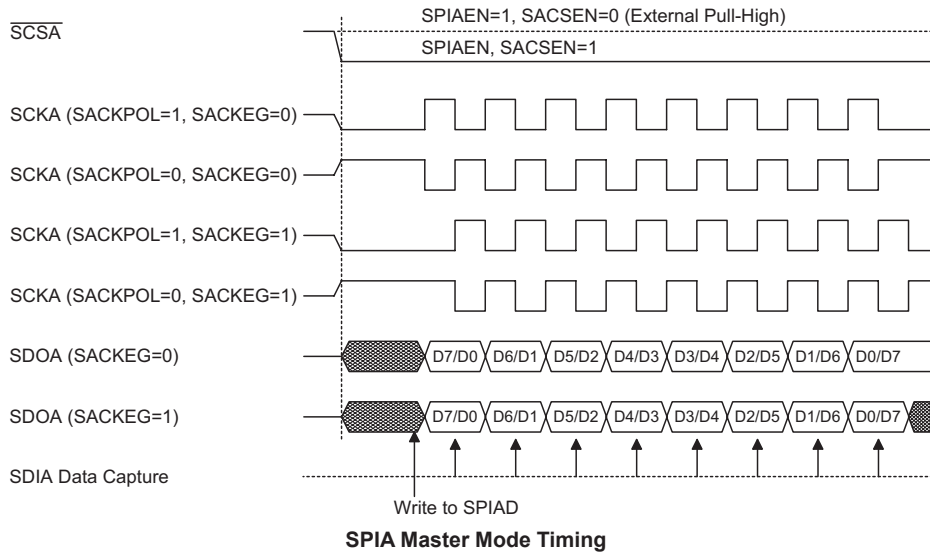 SPIAEN=1, SACSEN=0 (External Pull-High)
SCSA
SPIAEN, SACSEN=1
SCKA (SACKPOL=1, SACKEG=0)
SCKA (SACKPOL=0, SACKEG=0)
SCKA (SACKPOL=1, SACKEG=1)
SCKA (SACKPOL=0, SACKEG=1)
SDOA (SACKEG=0) D7/D0 D6/D1 D5/D2 D4/D3 D3/D4 D2/D5 D1/D6 D0/D7
SDOA (SACKEG=1) D7/D0 D6/D1 D5/D2 D4/D3 D3/D4 D2/D5 D1/D6 D0/D7
SDIA Data Capture
Write to SPIAD
SPIA Master Mode Timing